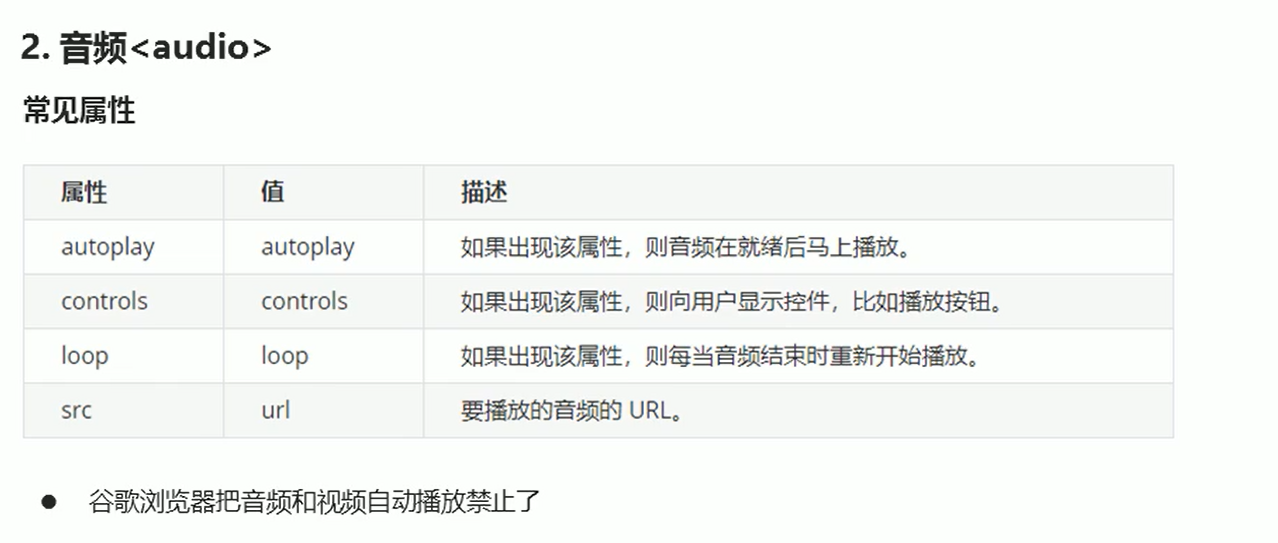 2. 音频<audio>
常见属性
属性 值 描述
autoplay autoplay 如果出现该属性，则音频在就绪后马上播放。
controls controls 如果出现该属性，则向用户显示控件，比如播放按钮。
loop loop 如果出现该属性，则每当音频结束时重新开始播放。
src url 要播放的音频的 URL。
● 谷歌浏览器把音频和视频自动播放禁止了